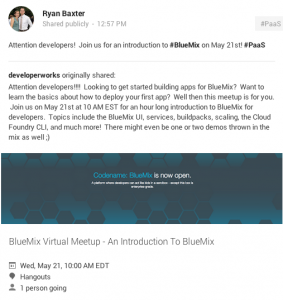 Ryan Baxter
Shared publicly - 12:57 PM
#PaaS
Attention developers!  Join us for an introduction to #BlueMix on May 21st! #PaaS
developerworks originally shared:
Attention developers!!!!  Looking to get started building apps for BlueMix?  Want to
learn the basics about how to deploy your first app?  Well then this meetup is for you.
Join us on May 21st at 10 AM EST for an hour long introduction to BlueMix for
developers.  Topics include the BlueMix UI, services, buildpacks, scaling, the Cloud
Foundry CLI, and much more!  There might even be one or two demos thrown in the
mix as well ;)
Codename: BlueMix is now open.
BlueMix Virtual Meetup - An Introduction To BlueMix
Wed, May 21, 10:00 AM EDT
Hangouts
1 person going